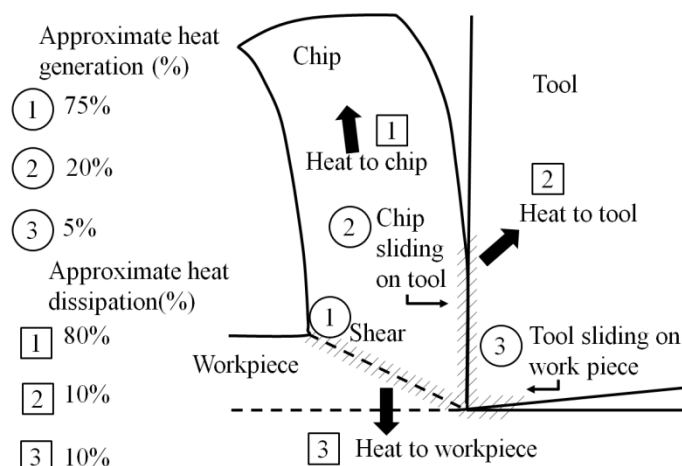 Approximate heat
generation (%)
1 75%
2 20%
3 5%
Approximate heat
dissipation(%)
1 80%
2 10%
3 10%
Chip
1
Heat to chip
2 Chip
sliding
on tool
1 Shear
Workpiece
3 Heat to workpiece
Tool
2
Heat to tool
3 Tool sliding on
work piece